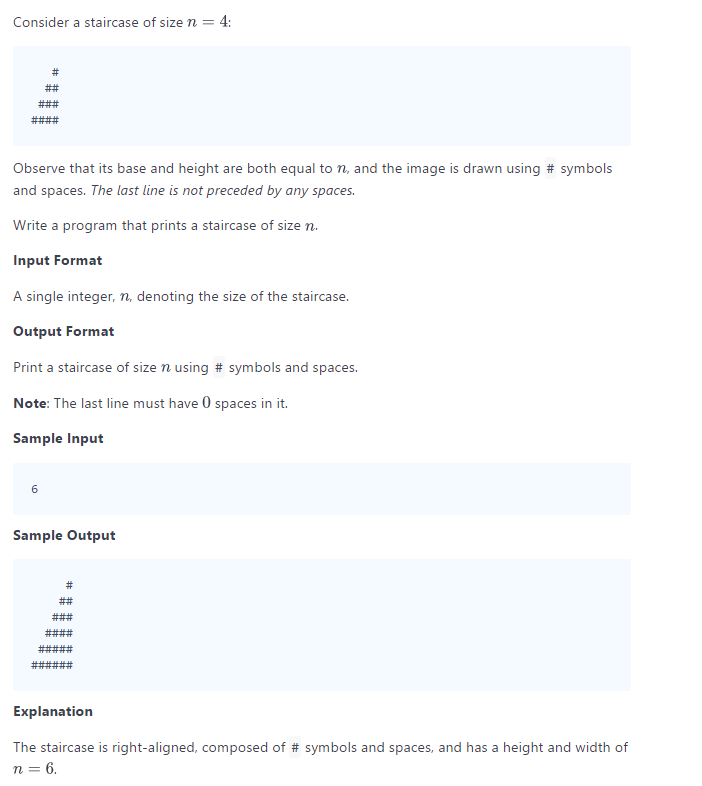 Consider a staircase of size n = 4:
   #
  ##
 ###
####
Observe that its base and height are both equal to n, and the image is drawn using # symbols
and spaces. The last line is not preceded by any spaces.
Write a program that prints a staircase of size n.
Input Format
A single integer, n, denoting the size of the staircase.
Output Format
Print a staircase of size n using # symbols and spaces.
Note: The last line must have 0 spaces in it.
Sample Input
6
Sample Output
     #
    ##
   ###
  ####
 #####
######
Explanation
The staircase is right-aligned, composed of # symbols and spaces, and has a height and width of
n = 6.